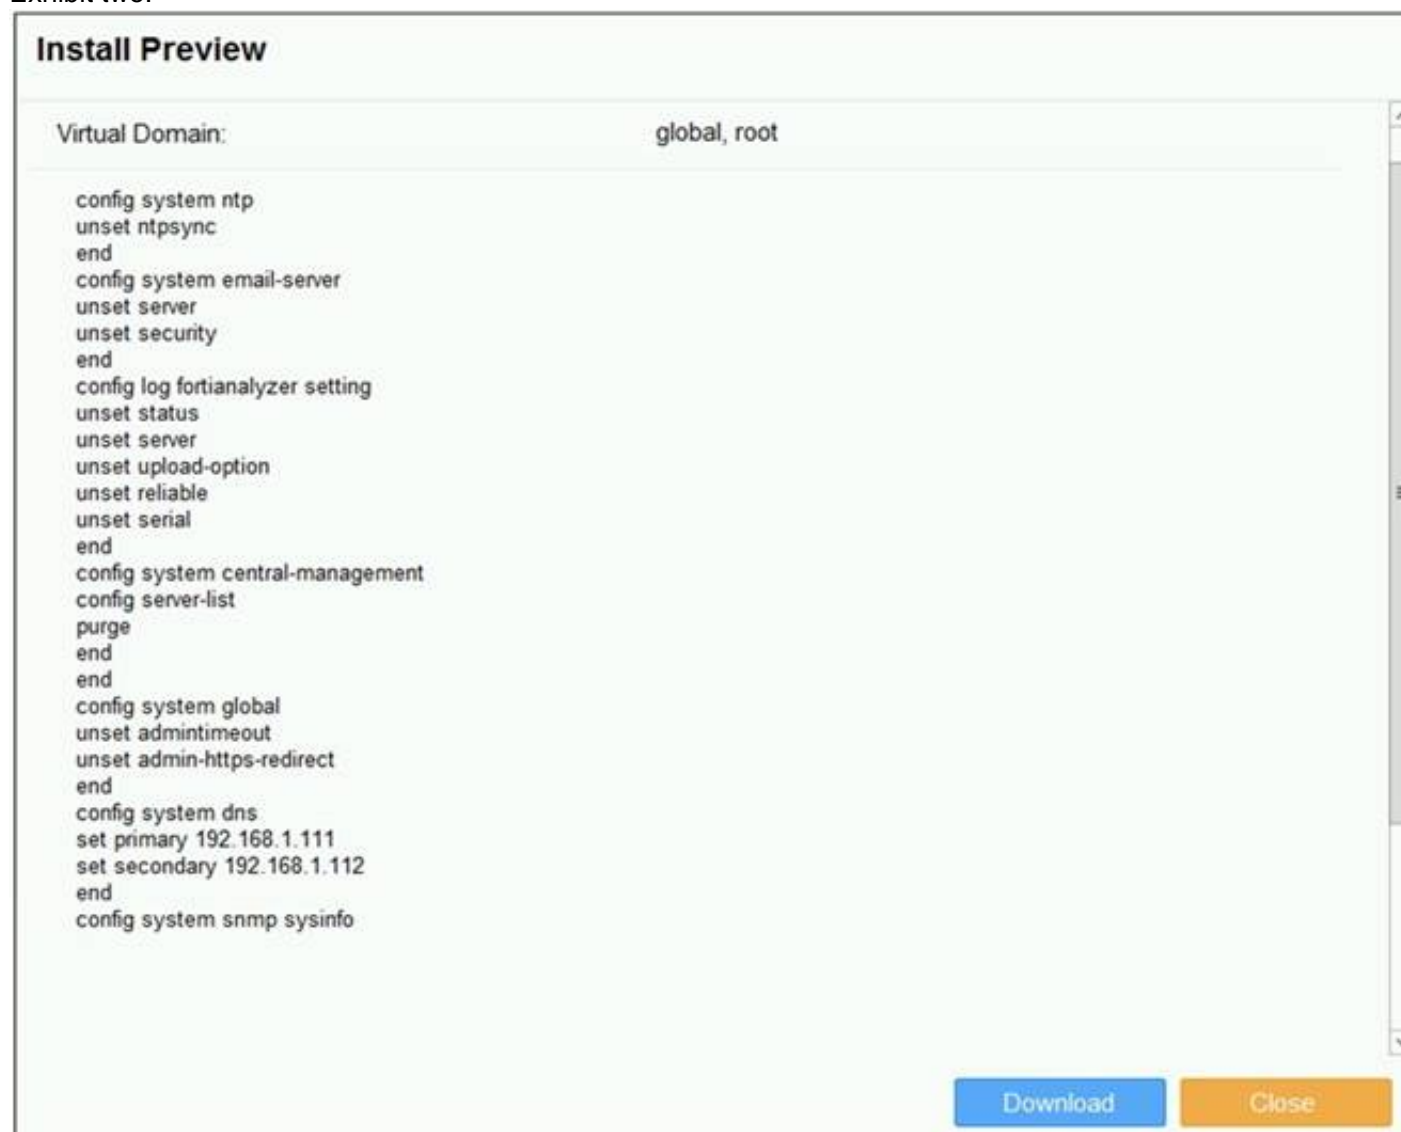 Exhibit two:
Install Preview
Virtual Domain: global, root
config system ntp
unset ntpsync
end
config system email-server
unset server
unset security
end
config log fortianalyzer setting
unset status
unset server
unset upload-option
unset reliable
unset serial
end
config system central-management
config server-list
purge
end
end
config system global
unset admintimeout
unset admin-https-redirect
end
config system dns
set primary 192.168.1.111
set secondary 192.168.1.112
end
config system snmp sysinfo
Download Close